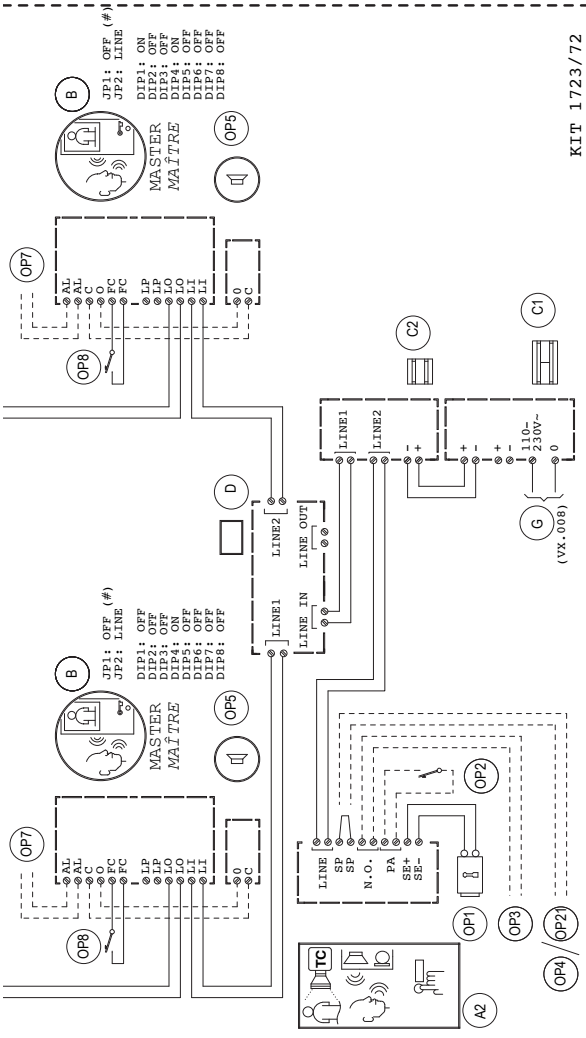 OP7
AL
AL
C
O
FC
FC
LP
LP
LO
LO
LI
LI
O
C
OP8
B
MASTER
MAÎTRE
OP5
JP1: OFF (#)
JP2: LINE
DIP1: OFF
DIP2: OFF
DIP3: OFF
DIP4: ON
DIP5: OFF
DIP6: OFF
DIP7: OFF
DIP8: OFF
OP7
AL
AL
C
O
FC
FC
LP
LP
LO
LO
LI
LI
O
C
OP8
B
MASTER
MAÎTRE
OP5
JP1: OFF (#)
JP2: LINE
DIP1: ON
DIP2: OFF
DIP3: OFF
DIP4: ON
DIP5: OFF
DIP6: OFF
DIP7: OFF
DIP8: OFF
D
LINE1
LINE2
LINE IN
LINE OUT
TC
A2
LINE
SP
SP
N.O.
PA
SE+
SE-
OP2
OP1
OP3
OP4 / OP21
LINE1
LINE2
-
+
C2
+
-
+
-
110-
230V~
0
C1
G
(VX.008)
KIT 1723/72